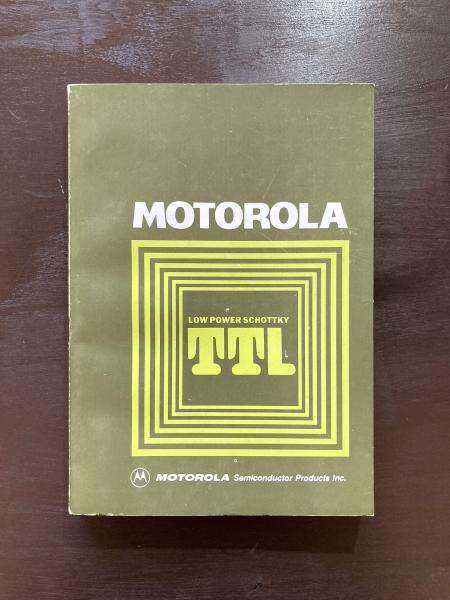 MOTOROLA
LOW POWER SCHOTTKY
TTL
MOTOROLA Semiconductor Products Inc.